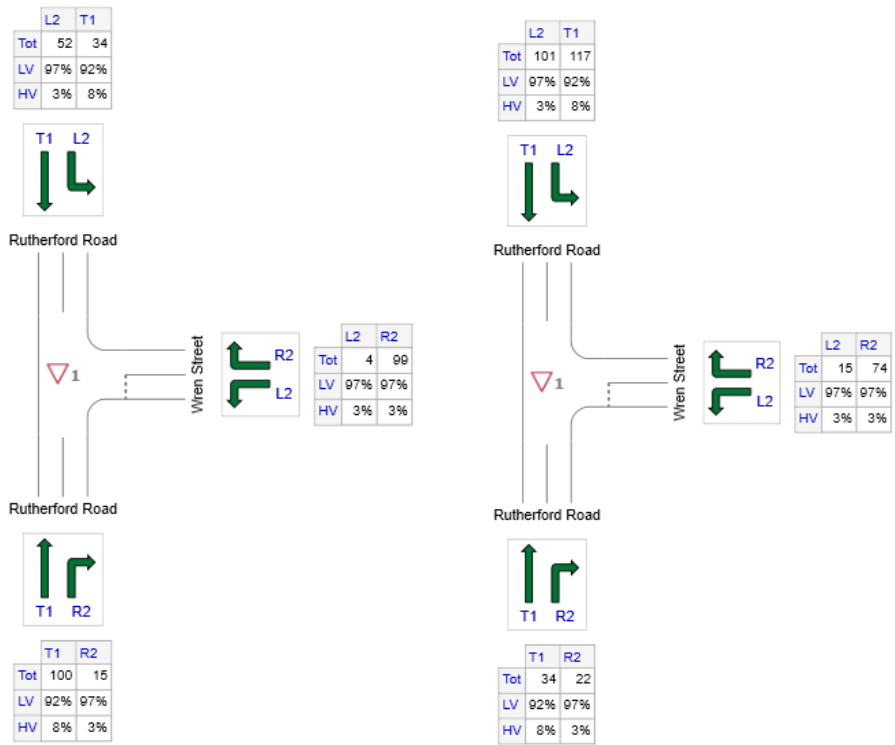 L2 T1
Tot 52 34
LV 97% 92%
HV 3% 8%
T1 L2
Rutherford Road
1
Wren Street
R2
L2
L2 R2
Tot 4 99
LV 97% 97%
HV 3% 3%
Rutherford Road
T1 R2
T1 R2
Tot 100 15
LV 92% 97%
HV 8% 3%
L2 T1
Tot 101 117
LV 97% 92%
HV 3% 8%
T1 L2
Rutherford Road
1
Wren Street
R2
L2
L2 R2
Tot 15 74
LV 97% 97%
HV 3% 3%
Rutherford Road
T1 R2
T1 R2
Tot 34 22
LV 92% 97%
HV 8% 3%